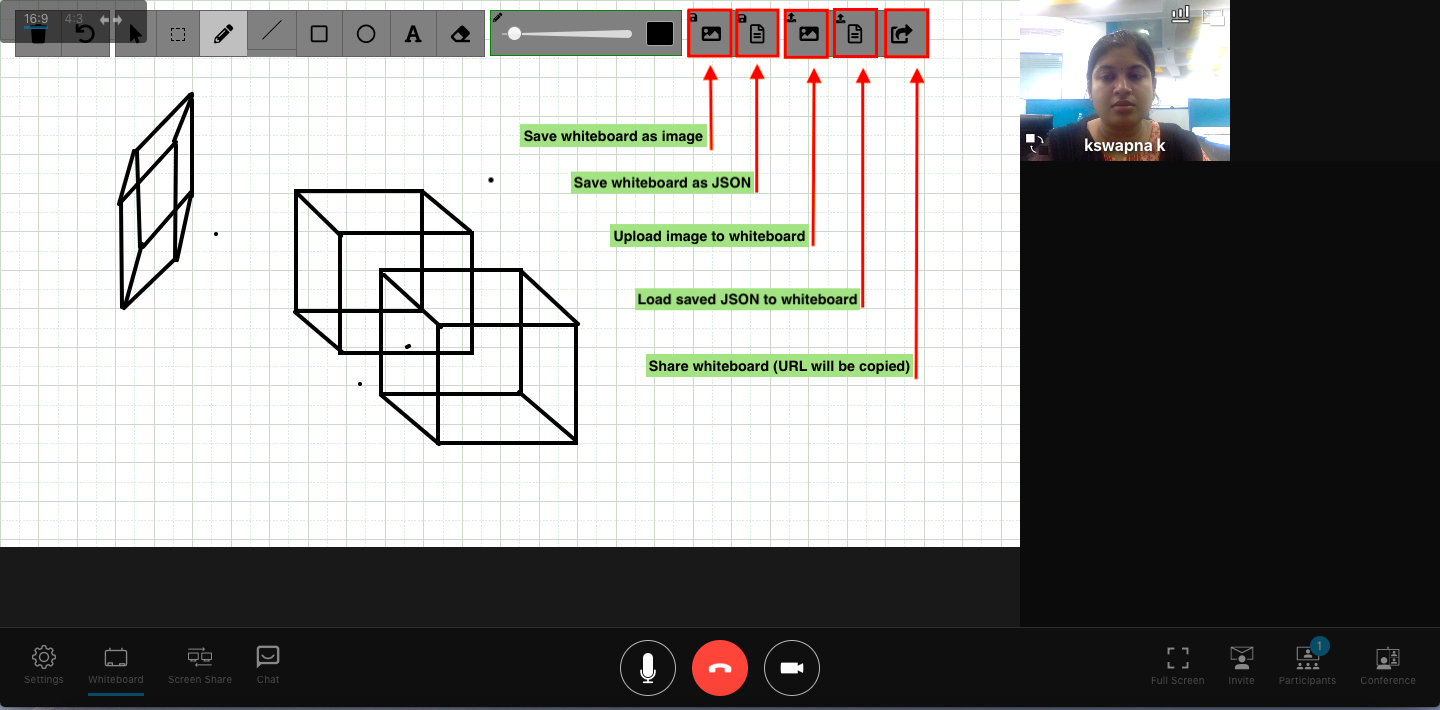 16:9 4:3
A
kswapna k
Save whiteboard as image
Save whiteboard as JSON
Upload image to whiteboard
Load saved JSON to whiteboard
Share whiteboard (URL will be copied)
Settings
Whiteboard
Screen Share
Chat
Full Screen
Invite
1
Participants
Conference